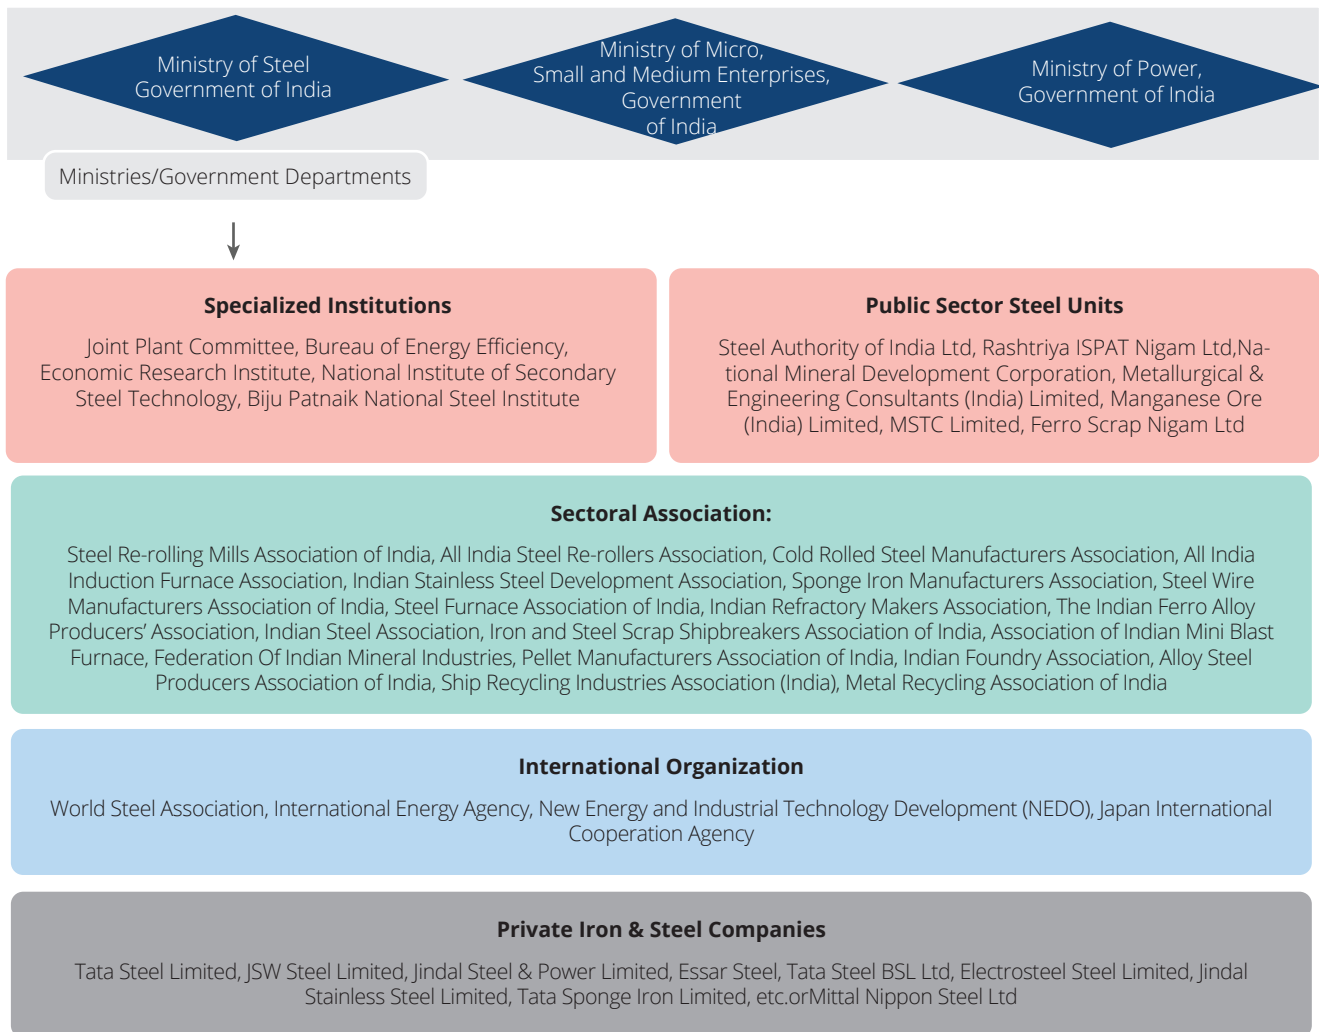 Ministry of Steel
Government of India
Ministry of Micro,
Small and Medium Enterprises,
Government
of India
Ministry of Power,
Government of India
Ministries/Government Departments
Specialized Institutions
Joint Plant Committee, Bureau of Energy Efficiency,
Economic Research Institute, National Institute of Secondary
Steel Technology, Biju Patnaik National Steel Institute
Public Sector Steel Units
Steel Authority of India Ltd, Rashtriya ISPAT Nigam Ltd,Na-
tional Mineral Development Corporation, Metallurgical &
Engineering Consultants (India) Limited, Manganese Ore
(India) Limited, MSTC Limited, Ferro Scrap Nigam Ltd
Sectoral Association:
Steel Re-rolling Mills Association of India, All India Steel Re-rollers Association, Cold Rolled Steel Manufacturers Association, All India
Induction Furnace Association, Indian Stainless Steel Development Association, Sponge Iron Manufacturers Association, Steel Wire
Manufacturers Association of India, Steel Furnace Association of India, Indian Refractory Makers Association, The Indian Ferro Alloy
Producers’ Association, Indian Steel Association, Iron and Steel Scrap Shipbreakers Association of India, Association of Indian Mini Blast
Furnace, Federation Of Indian Mineral Industries, Pellet Manufacturers Association of India, Indian Foundry Association, Alloy Steel
Producers Association of India, Ship Recycling Industries Association (India), Metal Recycling Association of India
International Organization
World Steel Association, International Energy Agency, New Energy and Industrial Technology Development (NEDO), Japan International
Cooperation Agency
Private Iron & Steel Companies
Tata Steel Limited, JSW Steel Limited, Jindal Steel & Power Limited, Essar Steel, Tata Steel BSL Ltd, Electrosteel Steel Limited, Jindal
Stainless Steel Limited, Tata Sponge Iron Limited, etc.orMittal Nippon Steel Ltd